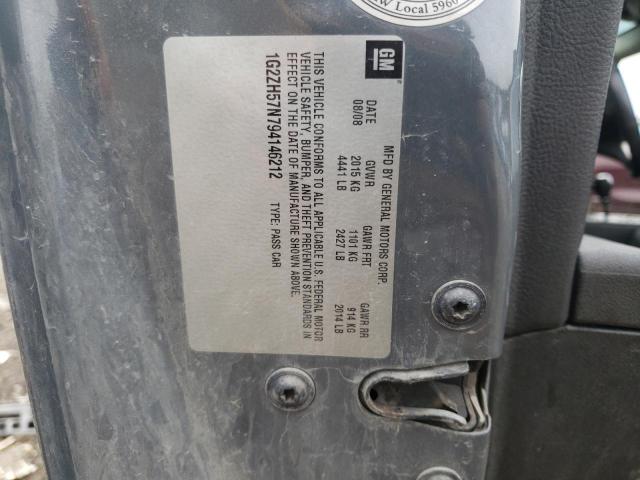 W Local 5960
GM
MFD BY GENERAL MOTORS CORP.
DATE GVWR GAWR FRT GAWR RR
08/08 2015 KG 1101 KG 914 KG
4441 LB 2427 LB 2014 LB
THIS VEHICLE CONFORMS TO ALL APPLICABLE U.S. FEDERAL MOTOR
VEHICLE SAFETY, BUMPER, AND THEFT PREVENTION STANDARDS IN
EFFECT ON THE DATE OF MANUFACTURE SHOWN ABOVE.
1G2ZH57N794146212 TYPE: PASS CAR